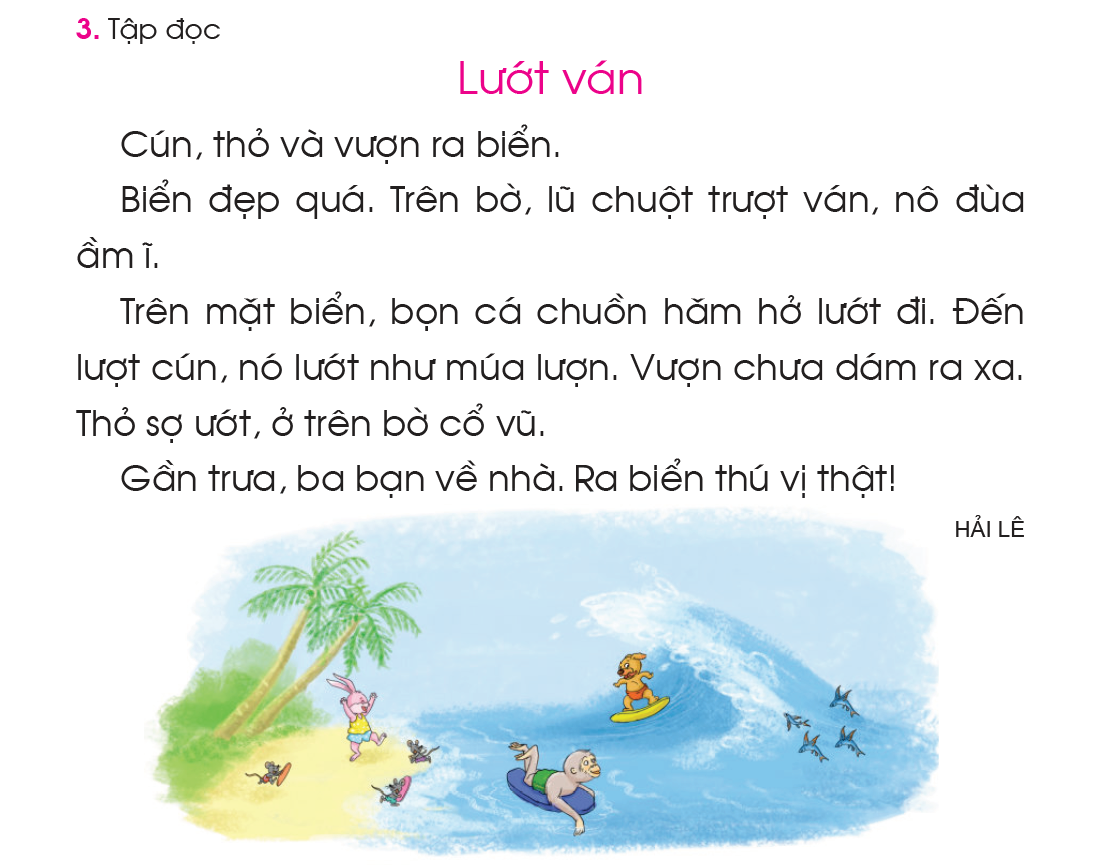 3. Tập đọc
Lướt ván
Cún, thỏ và vượn ra biển.
Biển đẹp quá. Trên bờ, lũ chuột trượt ván, nô đùa
ầm ĩ.
Trên mặt biển, bọn cá chuồn hăm hở lướt đi. Đến
lượt cún, nó lướt như múa lượn. Vượn chưa dám ra xa.
Thỏ sợ ướt, ở trên bờ cổ vũ.
Gần trưa, ba bạn về nhà. Ra biển thú vị thật!
HẢI LÊ